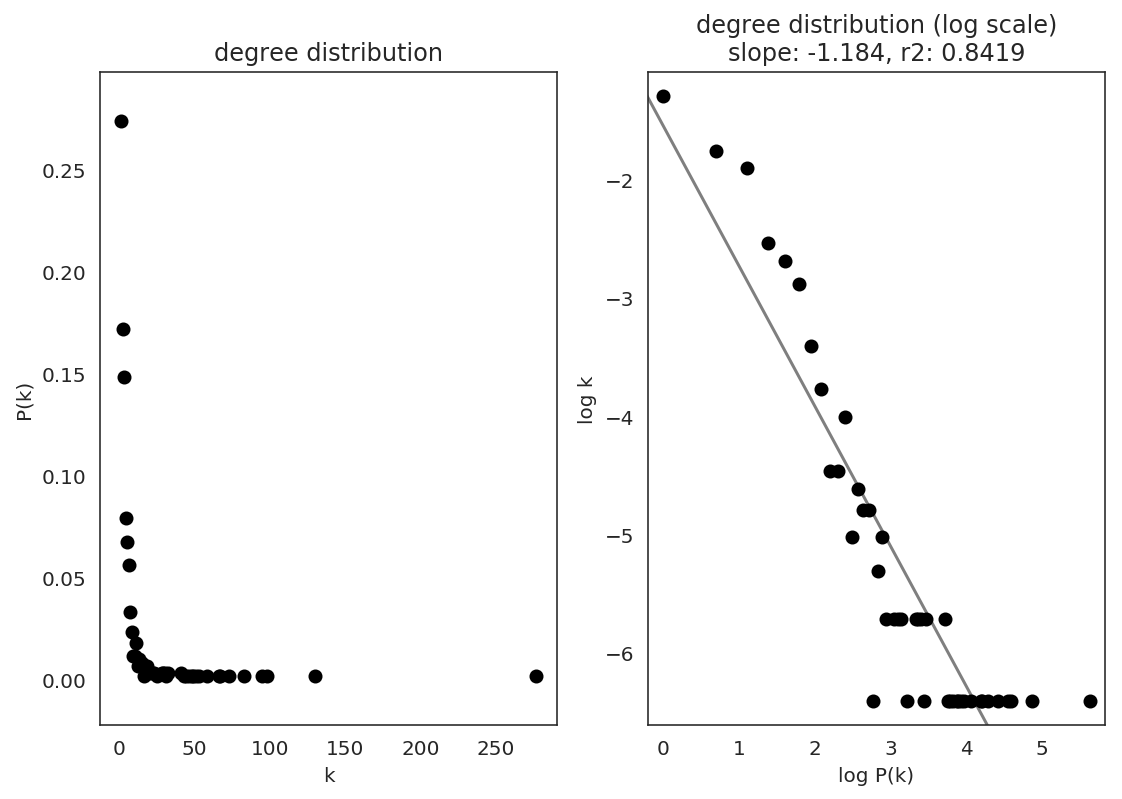 degree distribution
0.25
0.20
0.15
0.10
0.05
0.00
P(k)
0 50 100 150 200 250
k
degree distribution (log scale)
slope: -1.184, r2: 0.8419
−2
−3
−4
−5
−6
log k
0 1 2 3 4 5
log P(k)